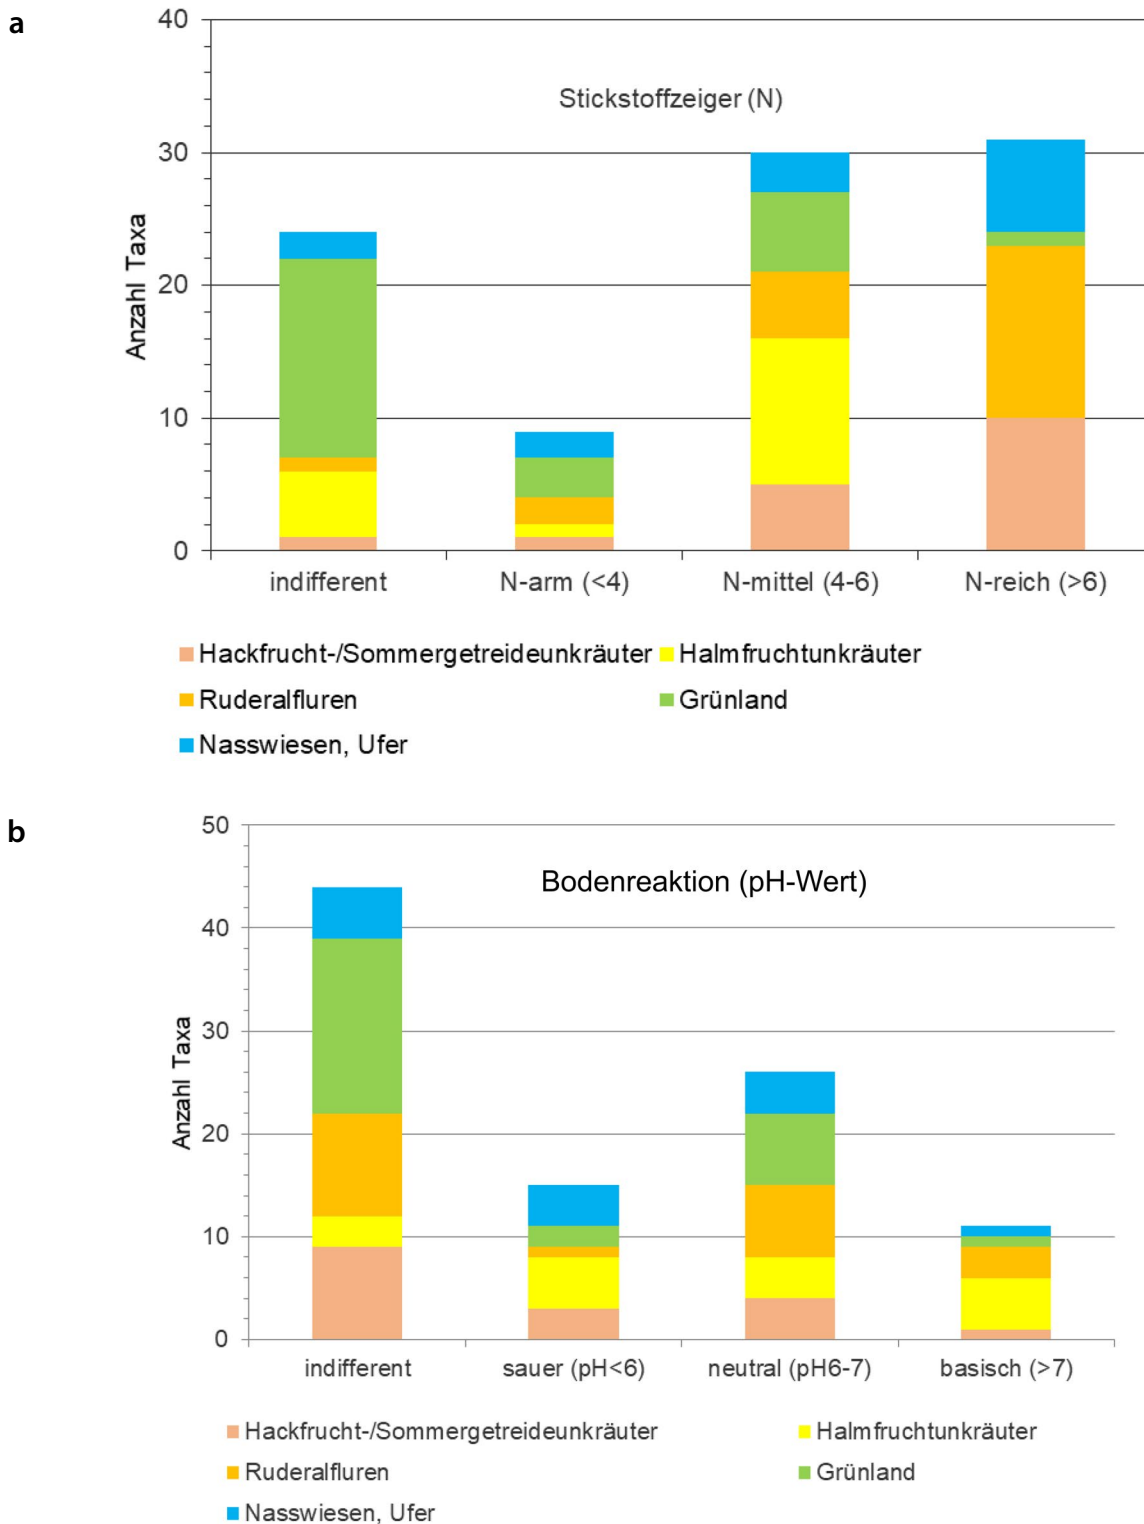 a
40
Stickstoffzeiger (N)
30
Anzahl Taxa
20
10
0
indifferent N-arm (<4) N-mittel (4-6) N-reich (>6)
Hackfrucht-/Sommergetreideunkräuter Halmfruchtunkräuter
Ruderalfluren Grünland
Nasswiesen, Ufer
b
50
Bodenreaktion (pH-Wert)
40
30
Anzahl Taxa
20
10
0
indifferent sauer (pH<6) neutral (pH6-7) basisch (>7)
Hackfrucht-/Sommergetreideunkräuter Halmfruchtunkräuter
Ruderalfluren Grünland
Nasswiesen, Ufer